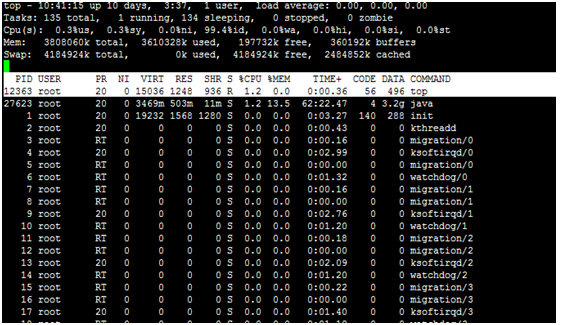 top - 10:41:15 up 10 days,  3:37,  1 user,  load average: 0.00, 0.00, 0.00
Tasks: 135 total,   1 running, 134 sleeping,   0 stopped,   0 zombie
Cpu(s):  0.3%us,  0.3%sy,  0.0%ni, 99.4%id,  0.0%wa,  0.0%hi,  0.0%si,  0.0%st
Mem:   3808060k total,  3610328k used,   197732k free,   360192k buffers
Swap:  4184924k total,        0k used,  4184924k free,  2484852k cached
PID USER      PR  NI  VIRT  RES  SHR S %CPU %MEM    TIME+  CODE DATA COMMAND
12363 root      20   0 15036 1248  936 R  1.2  0.0   0:00.36   56  496 top
27623 root      20   0 3469m 503m  11m S  1.2 13.5  62:22.47    4 3.2g java
1 root      20   0 19232 1568 1280 S  0.0  0.0   0:03.27  140  288 init
2 root      20   0     0    0    0 S  0.0  0.0   0:00.43    0    0 kthreadd
3 root      RT   0     0    0    0 S  0.0  0.0   0:00.16    0    0 migration/0
4 root      20   0     0    0    0 S  0.0  0.0   0:02.99    0    0 ksoftirqd/0
5 root      RT   0     0    0    0 S  0.0  0.0   0:00.00    0    0 migration/0
6 root      RT   0     0    0    0 S  0.0  0.0   0:01.32    0    0 watchdog/0
7 root      RT   0     0    0    0 S  0.0  0.0   0:00.16    0    0 migration/1
8 root      RT   0     0    0    0 S  0.0  0.0   0:00.00    0    0 migration/1
9 root      20   0     0    0    0 S  0.0  0.0   0:02.76    0    0 ksoftirqd/1
10 root      RT   0     0    0    0 S  0.0  0.0   0:01.20    0    0 watchdog/1
11 root      RT   0     0    0    0 S  0.0  0.0   0:00.18    0    0 migration/2
12 root      RT   0     0    0    0 S  0.0  0.0   0:00.00    0    0 migration/2
13 root      20   0     0    0    0 S  0.0  0.0   0:02.09    0    0 ksoftirqd/2
14 root      RT   0     0    0    0 S  0.0  0.0   0:01.20    0    0 watchdog/2
15 root      RT   0     0    0    0 S  0.0  0.0   0:00.22    0    0 migration/3
16 root      RT   0     0    0    0 S  0.0  0.0   0:00.00    0    0 migration/3
17 root      20   0     0    0    0 S  0.0  0.0   0:01.40    0    0 ksoftirqd/3